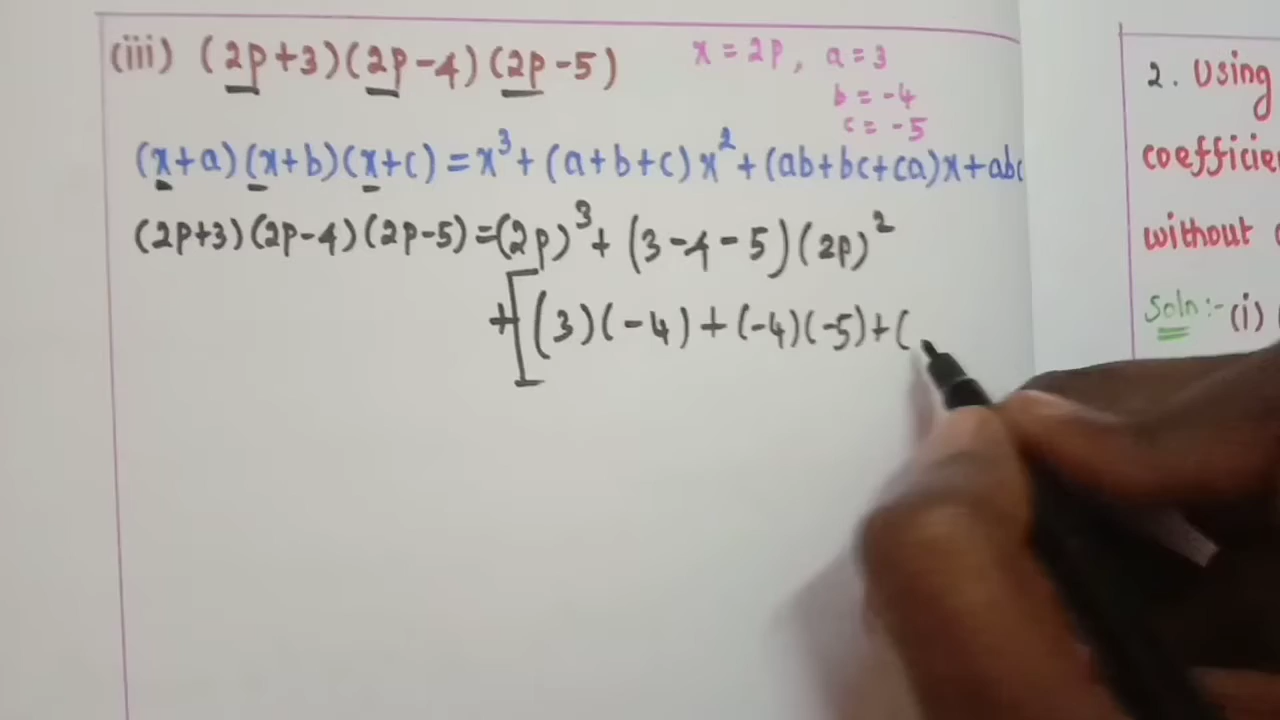 (iii) (2p+3)(2p-4)(2p-5)
x = 2p, a = 3
b = -4
c = -5
(x+a)(x+b)(x+c) = x³ + (a+b+c)x² + (ab+bc+ca)x + abc
(2p+3)(2p-4)(2p-5) = (2p)³ + (3-4-5)(2p)²
+[(3)(-4) + (-4)(-5) + (
2. Using
without
Soln:- (i)